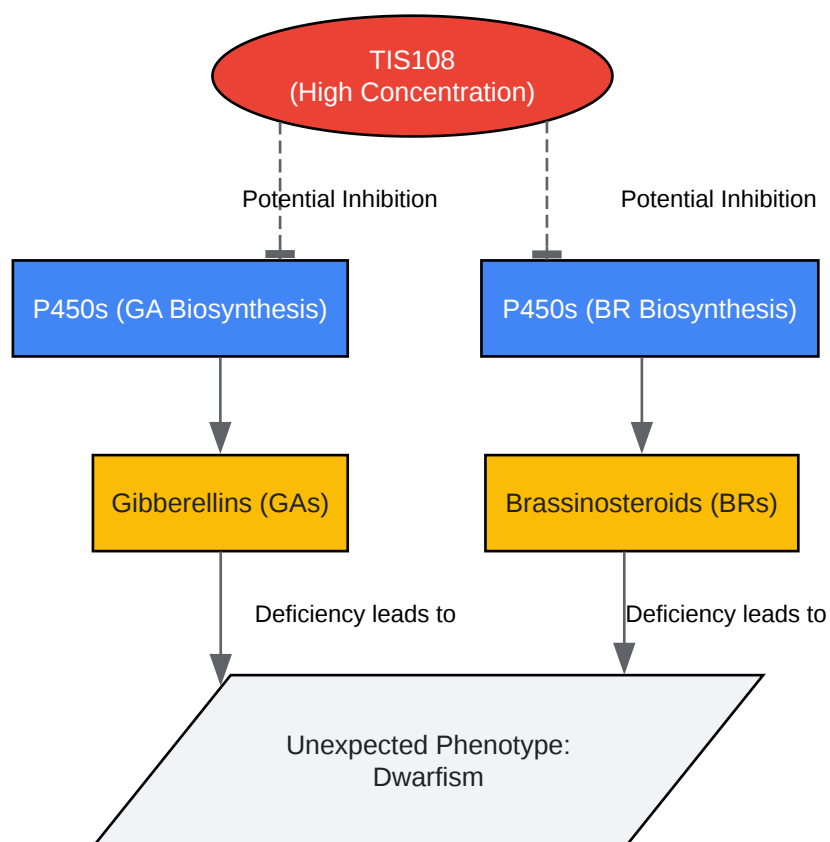 TIS108
(High Concentration)
Potential Inhibition
Potential Inhibition
P450s (GA Biosynthesis)
P450s (BR Biosynthesis)
Gibberellins (GAs)
Brassinosteroids (BRs)
Deficiency leads to
Deficiency leads to
Unexpected Phenotype:
Dwarfism